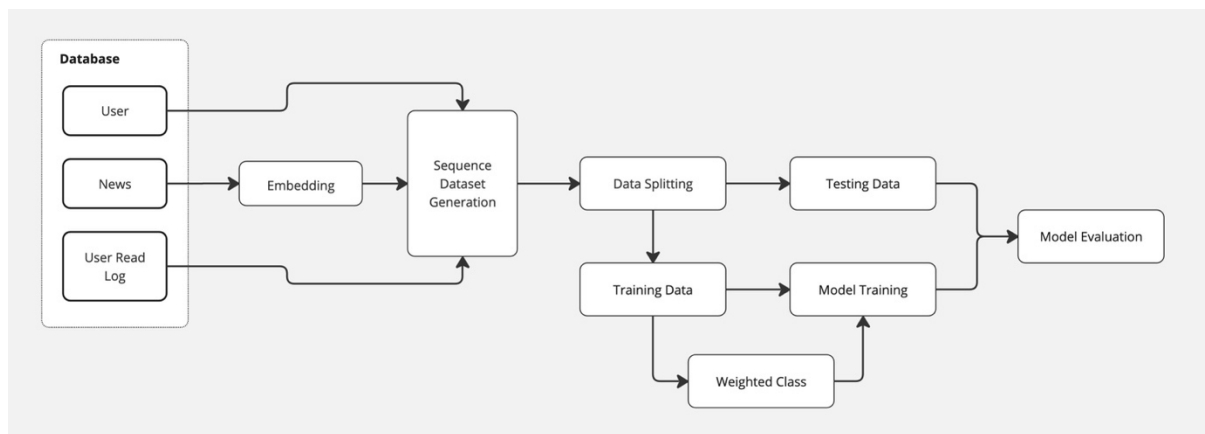 Database
User
News
User Read
Log
Embedding
Sequence
Dataset
Generation
Data Splitting
Testing Data
Training Data
Model Training
Weighted Class
Model Evaluation